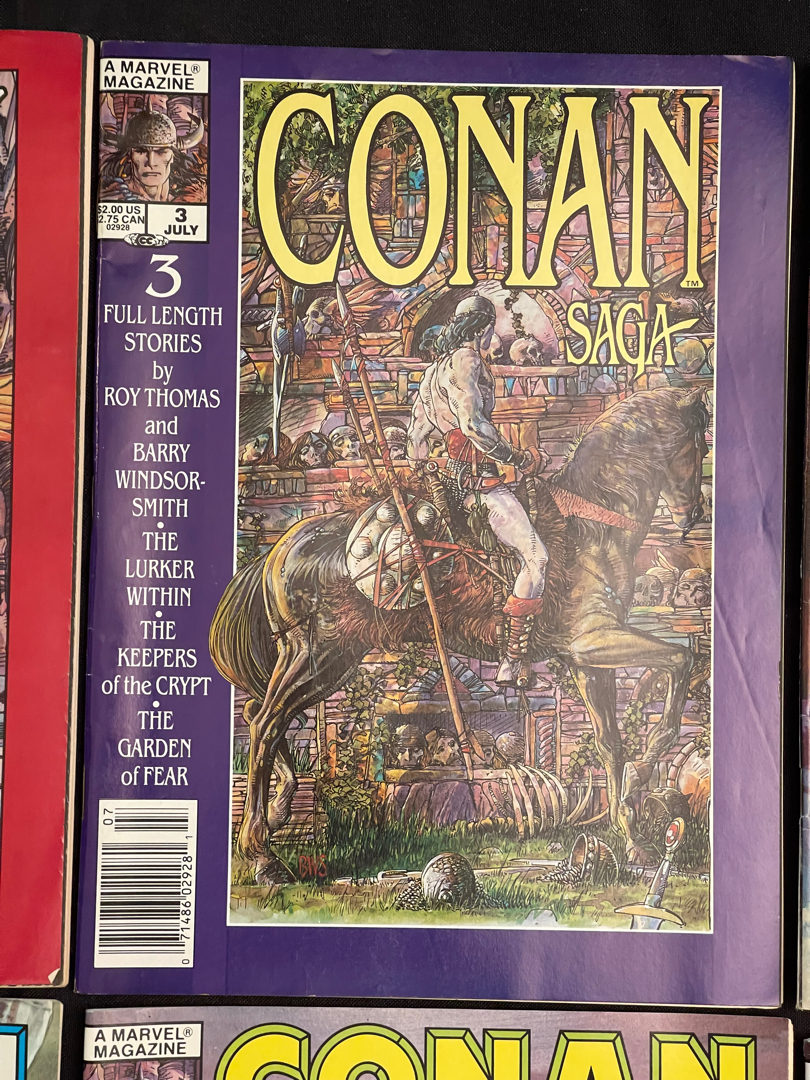 A MARVEL®
MAGAZINE
$2.00 US
2.75 CAN
02928
3
JULY
CC
CONAN
TM
SAGA
3
FULL LENGTH
STORIES
by
ROY THOMAS
and
BARRY
WINDSOR-
SMITH
•
THE
LURKER
WITHIN
•
THE
KEEPERS
of the CRYPT
•
THE
GARDEN
of FEAR
07
0 71486 02928 1
BWS
A MARVEL®
MAGAZINE
CONAN